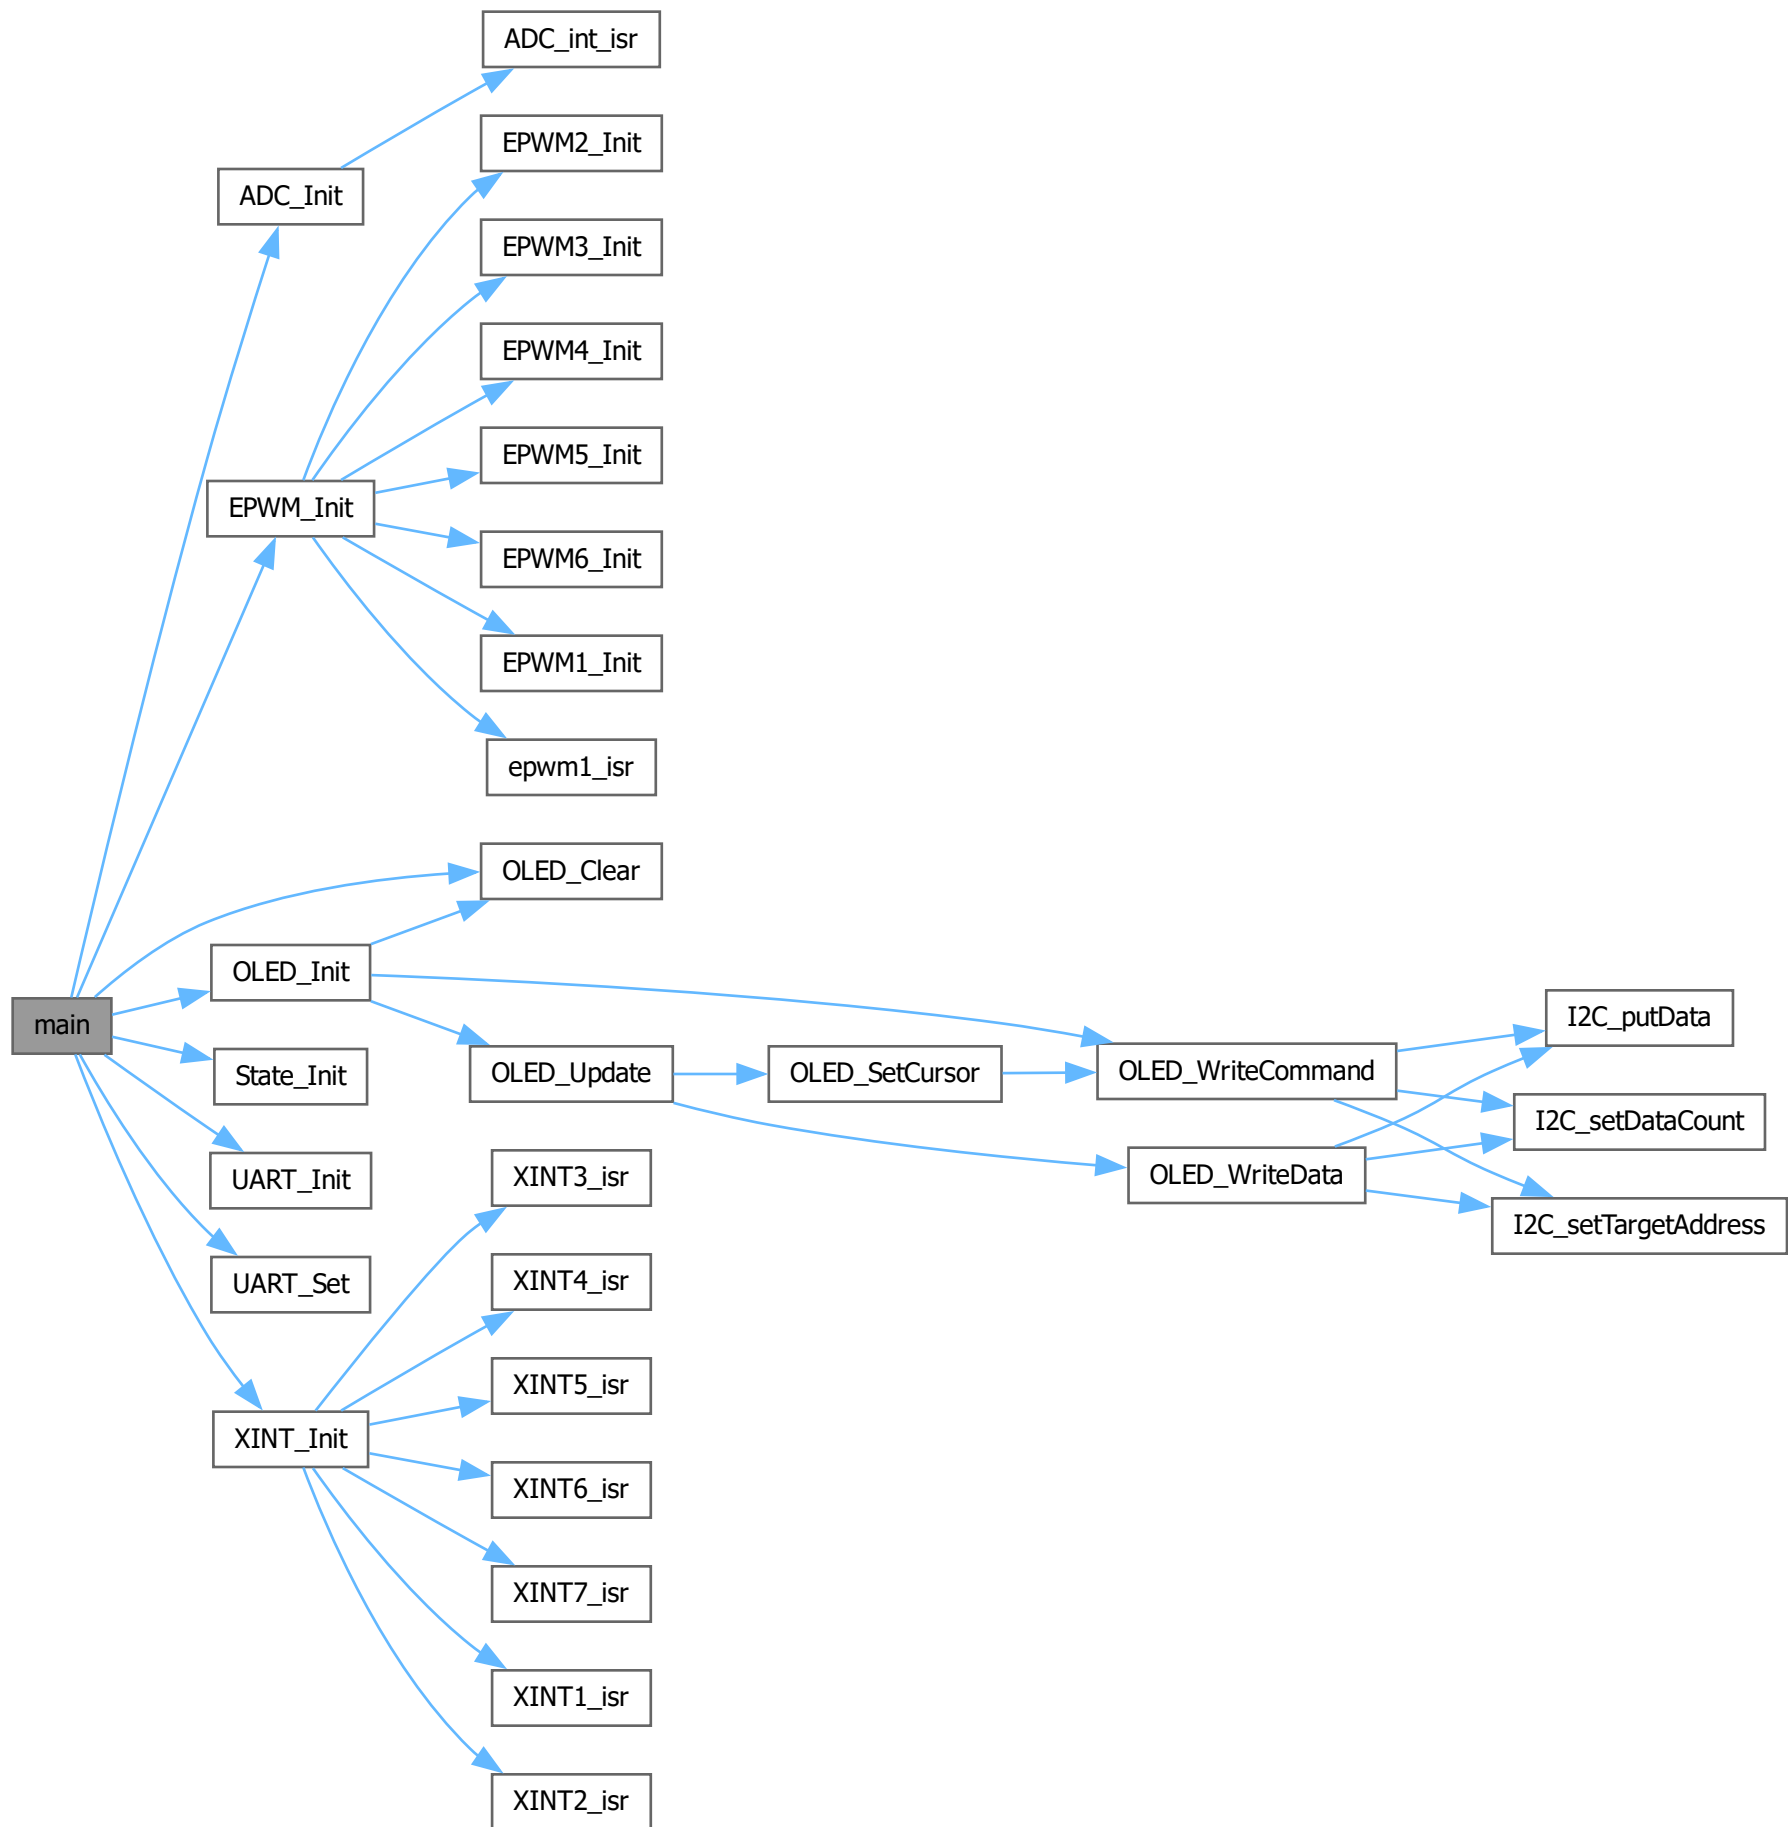 ADC_int_isr
EPWM2_Init
ADC_Init
EPWM3_Init
EPWM4_Init
EPWM5_Init
EPWM_Init
EPWM6_Init
EPWM1_Init
epwm1_isr
OLED_Clear
OLED_Init
main
OLED_Update
OLED_SetCursor
OLED_WriteCommand
I2C_putData
State_Init
I2C_setDataCount
UART_Init
XINT3_isr
OLED_WriteData
I2C_setTargetAddress
UART_Set
XINT4_isr
XINT5_isr
XINT_Init
XINT6_isr
XINT7_isr
XINT1_isr
XINT2_isr